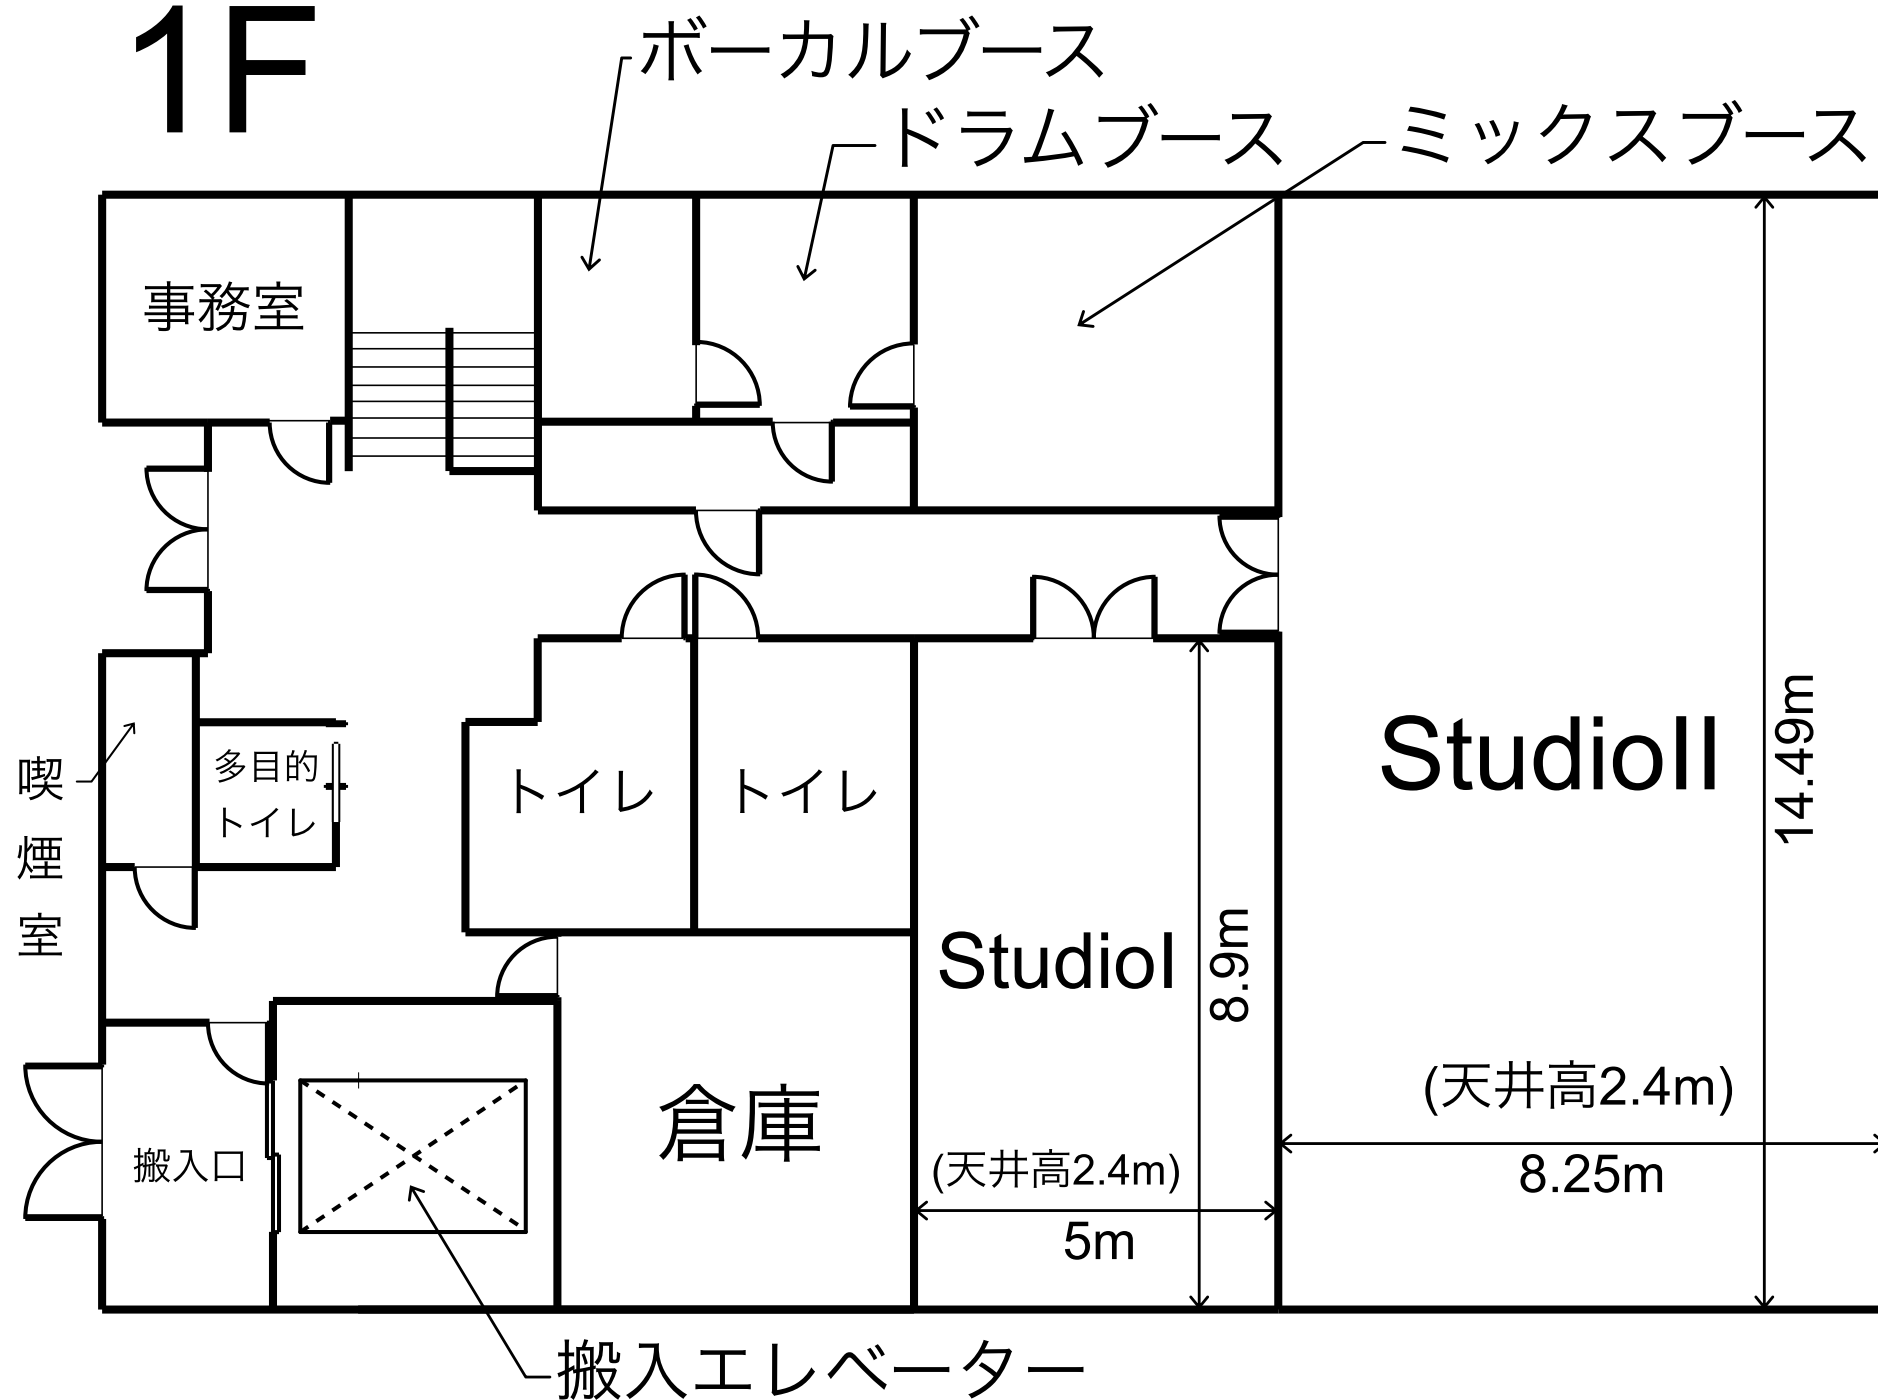 1F
ボーカルブース
ドラムブース
ミックスブース
事務室
喫煙室
多目的
トイレ
トイレ
トイレ
StudioI
8.9m
(天井高2.4m)
5m
StudioII
14.49m
(天井高2.4m)
8.25m
倉庫
搬入口
搬入エレベーター